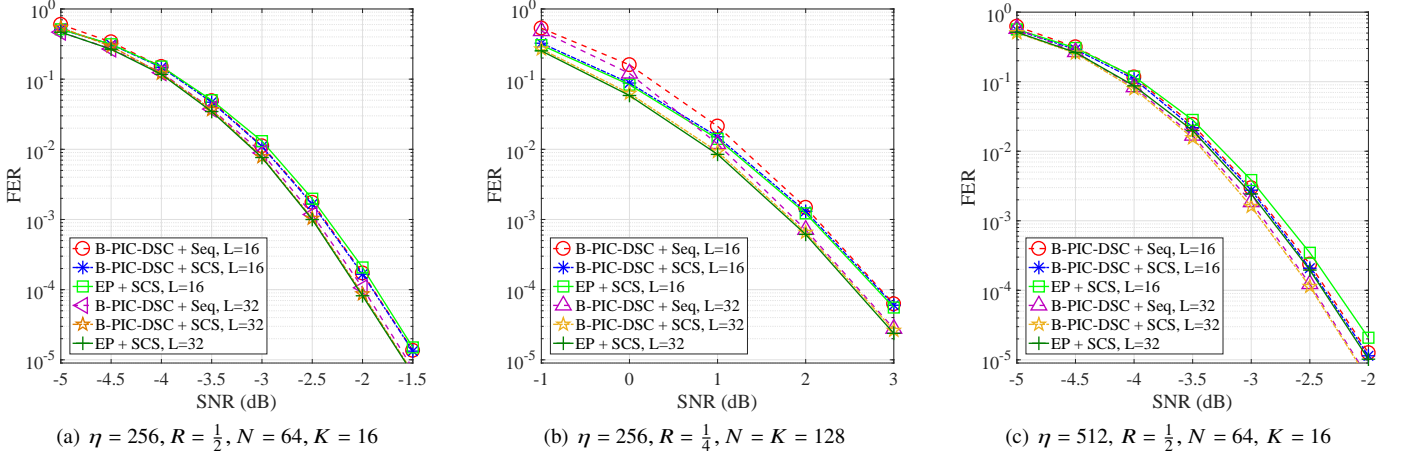 10^0
10^-1
10^-2
10^-3
10^-4
10^-5
FER
B-PIC-DSC + Seq, L=16
B-PIC-DSC + SCS, L=16
EP + SCS, L=16
B-PIC-DSC + Seq, L=32
B-PIC-DSC + SCS, L=32
EP + SCS, L=32
-5 -4.5 -4 -3.5 -3 -2.5 -2 -1.5
SNR (dB)
(a) η = 256, R = 1/2, N = 64, K = 16
10^0
10^-1
10^-2
10^-3
10^-4
10^-5
FER
B-PIC-DSC + Seq, L=16
B-PIC-DSC + SCS, L=16
EP + SCS, L=16
B-PIC-DSC + Seq, L=32
B-PIC-DSC + SCS, L=32
EP + SCS, L=32
-1 0 1 2 3
SNR (dB)
(b) η = 256, R = 1/4, N = K = 128
10^0
10^-1
10^-2
10^-3
10^-4
10^-5
FER
B-PIC-DSC + Seq, L=16
B-PIC-DSC + SCS, L=16
EP + SCS, L=16
B-PIC-DSC + Seq, L=32
B-PIC-DSC + SCS, L=32
EP + SCS, L=32
-5 -4.5 -4 -3.5 -3 -2.5 -2
SNR (dB)
(c) η = 512, R = 1/2, N = 64, K = 16